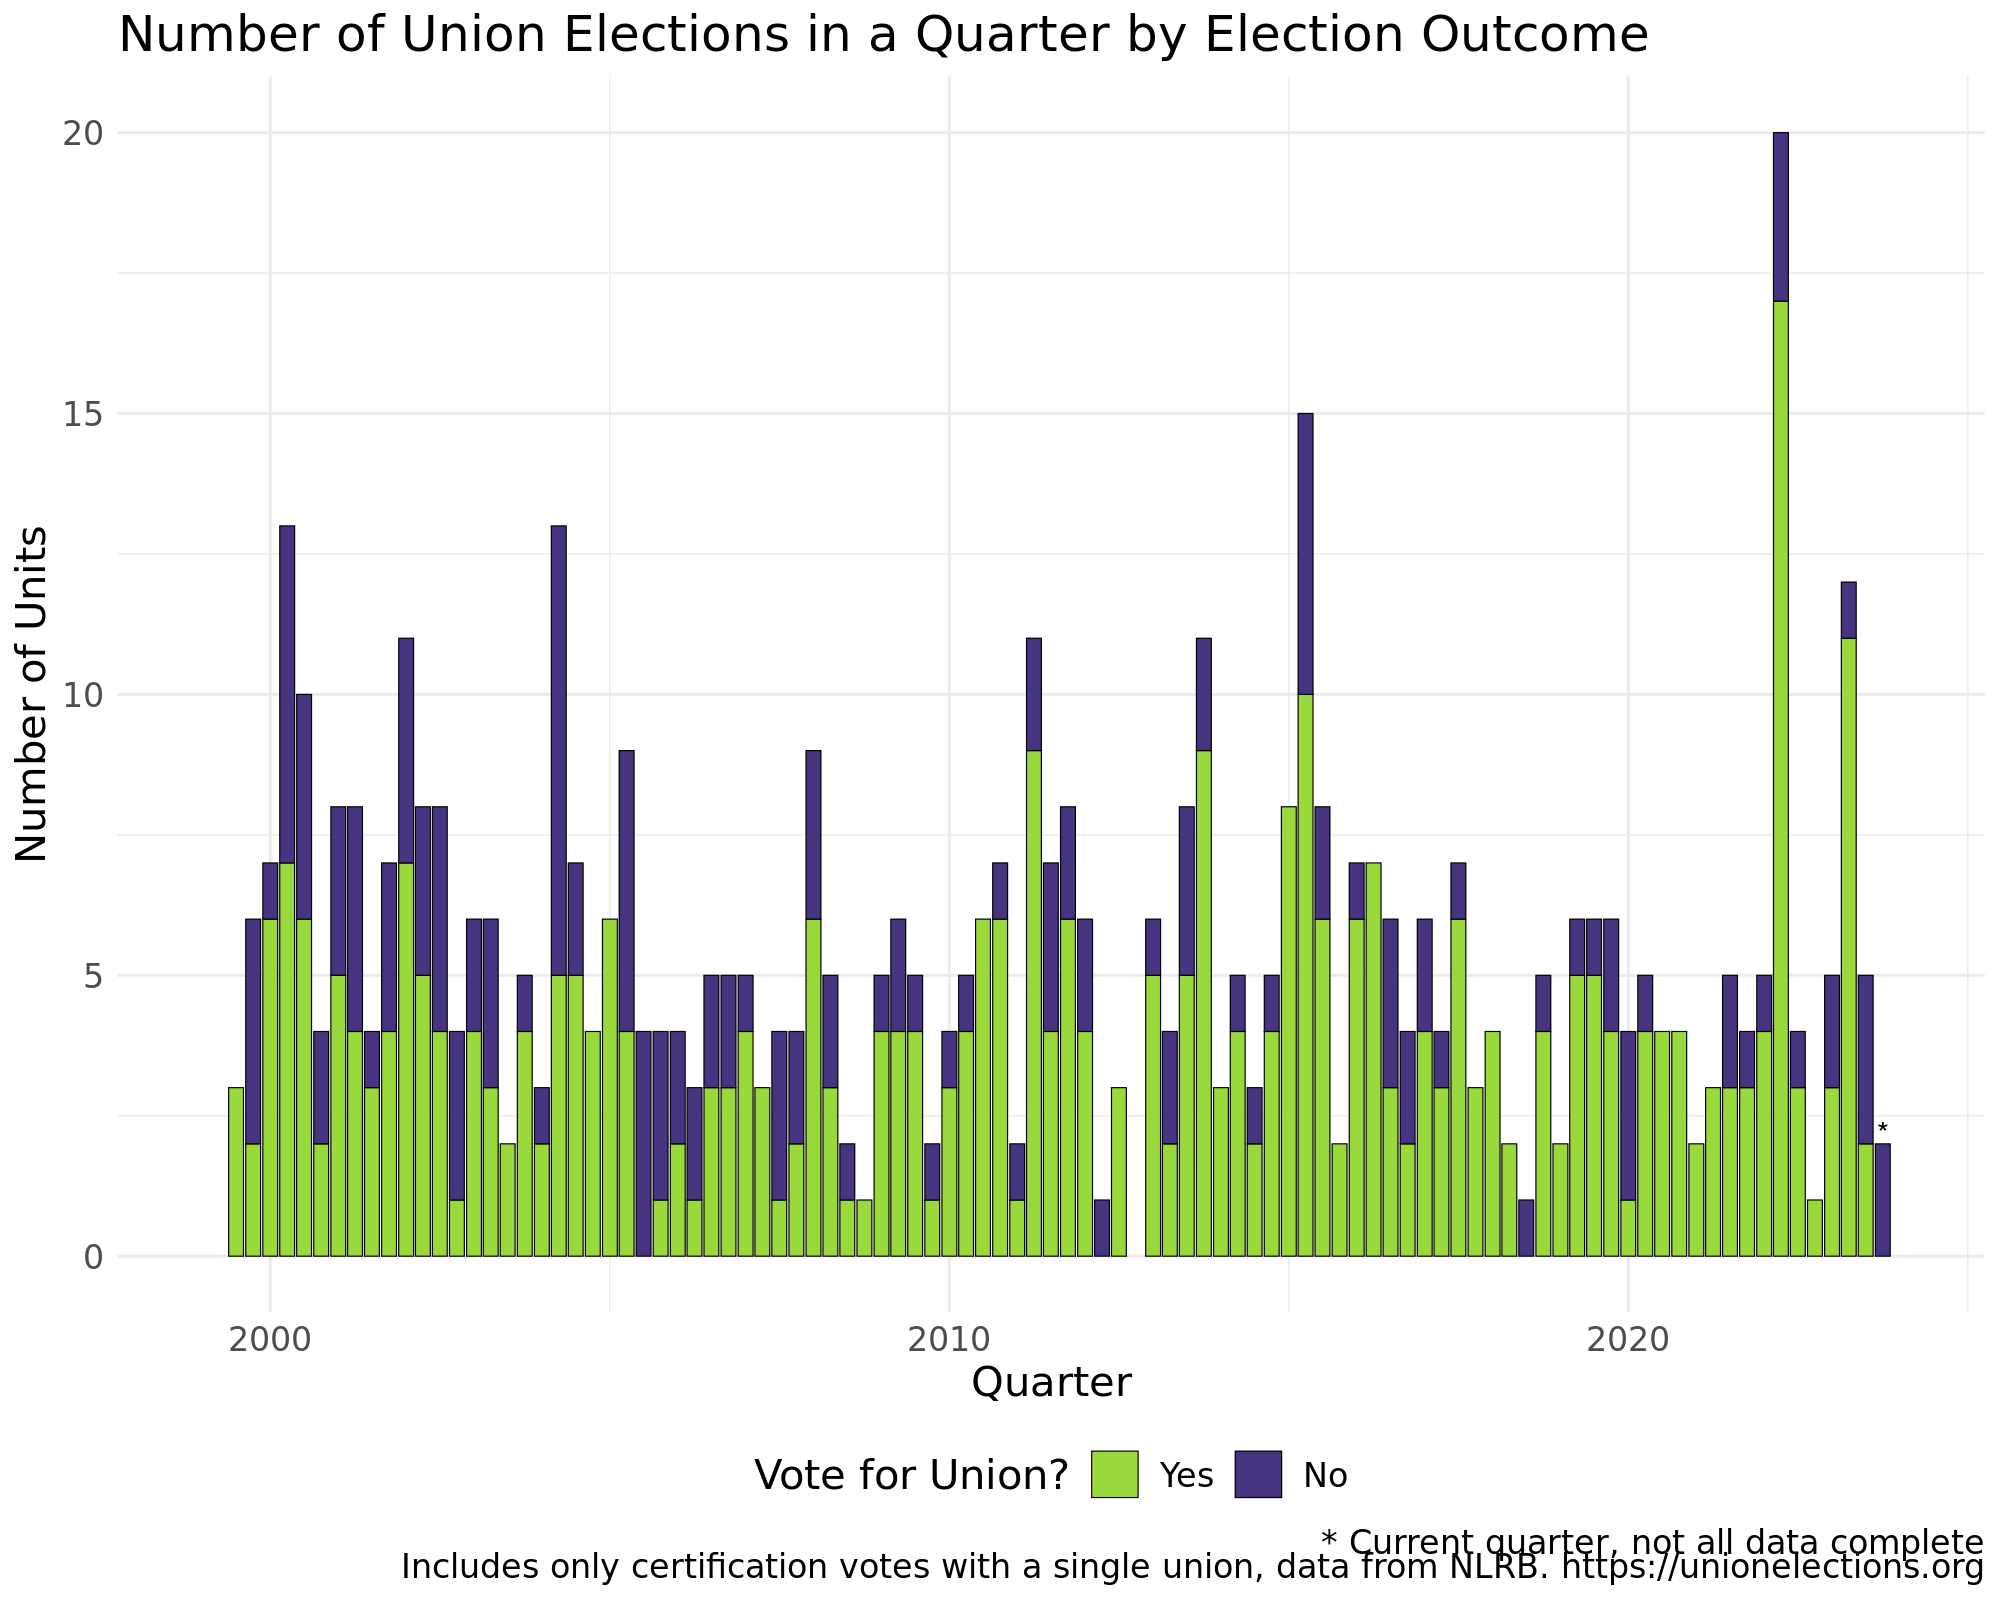 Number of Union Elections in a Quarter by Election Outcome
20
15
10
5
0
Number of Units
*
2000
2010
2020
Quarter
Vote for Union?
Yes
No
* Current quarter, not all data complete
Includes only certification votes with a single union, data from NLRB. https://unionelections.org